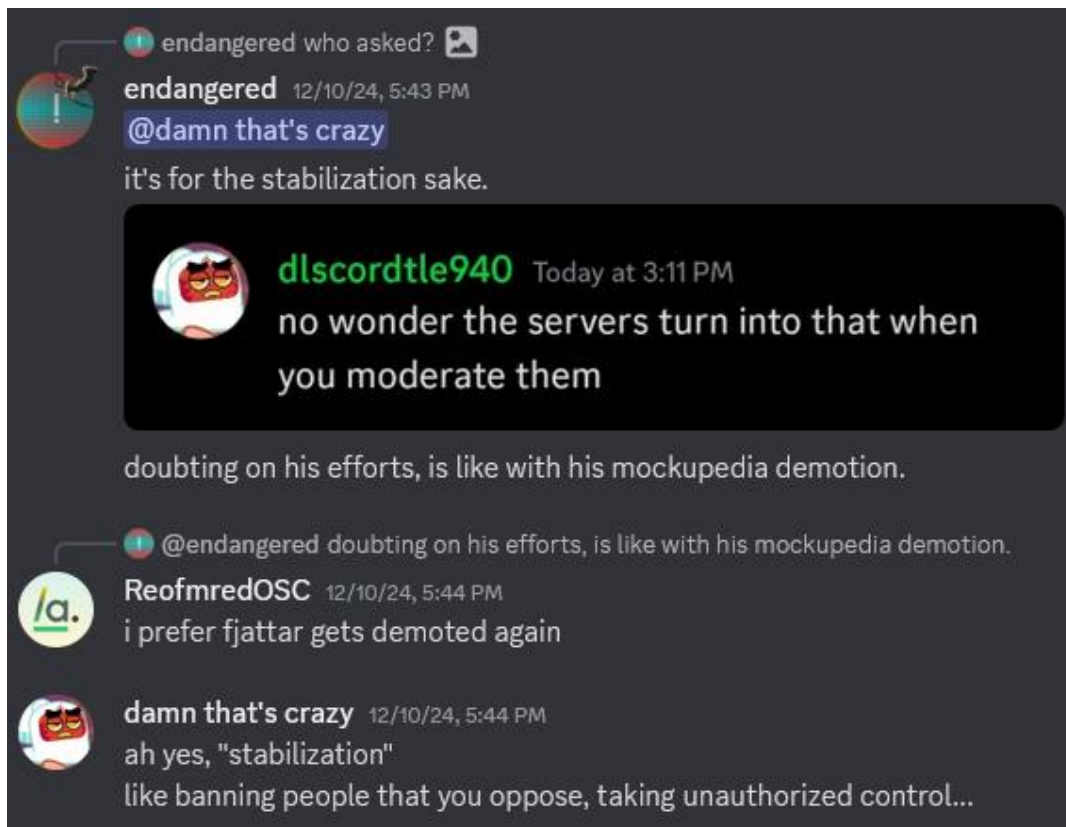 endangered who asked?
endangered 12/10/24, 5:43 PM
@damn that's crazy
it's for the stabilization sake.
dlscordtle940 Today at 3:11 PM
no wonder the servers turn into that when
you moderate them
doubting on his efforts, is like with his mockupedia demotion.
@endangered doubting on his efforts, is like with his mockupedia demotion.
/a.
ReofmredOSC 12/10/24, 5:44 PM
i prefer fjattar gets demoted again
damn that's crazy 12/10/24, 5:44 PM
ah yes, "stabilization"
like banning people that you oppose, taking unauthorized control...